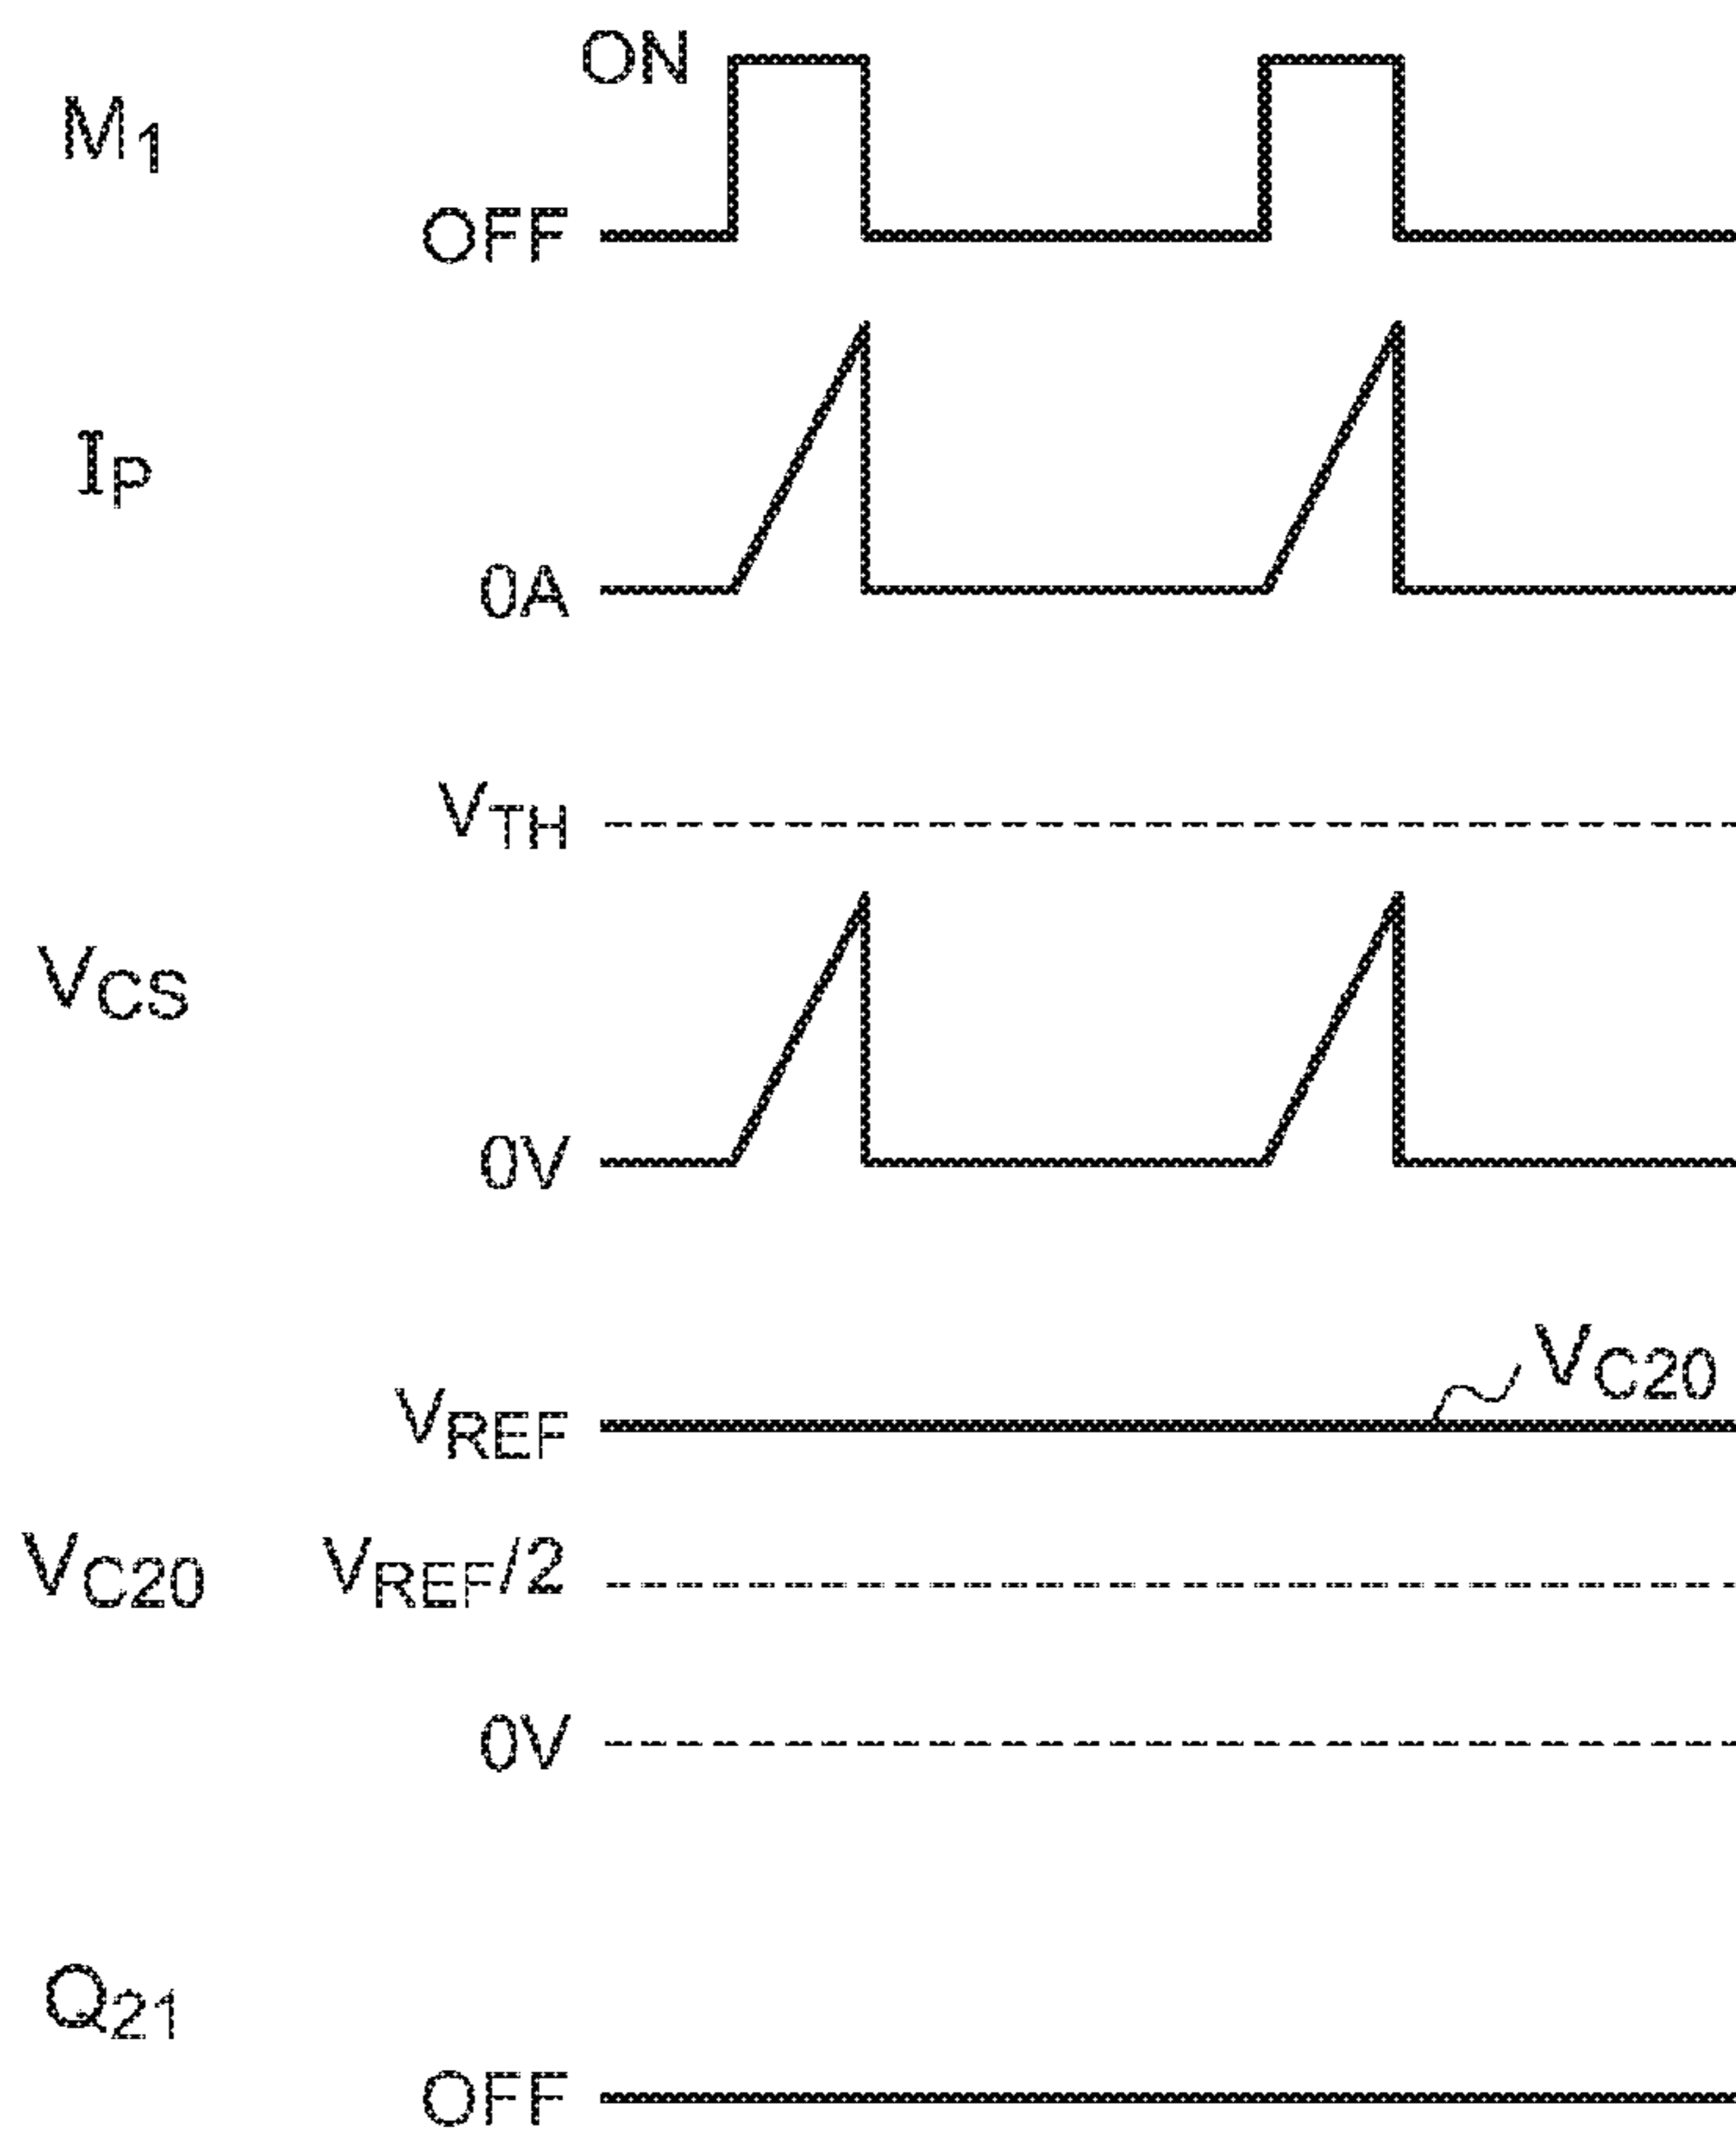 ON
M1
OFF
IP
0A
VTH
VCS
0V
VC20
VREF
VC20 VREF/2
0V
Q21
OFF